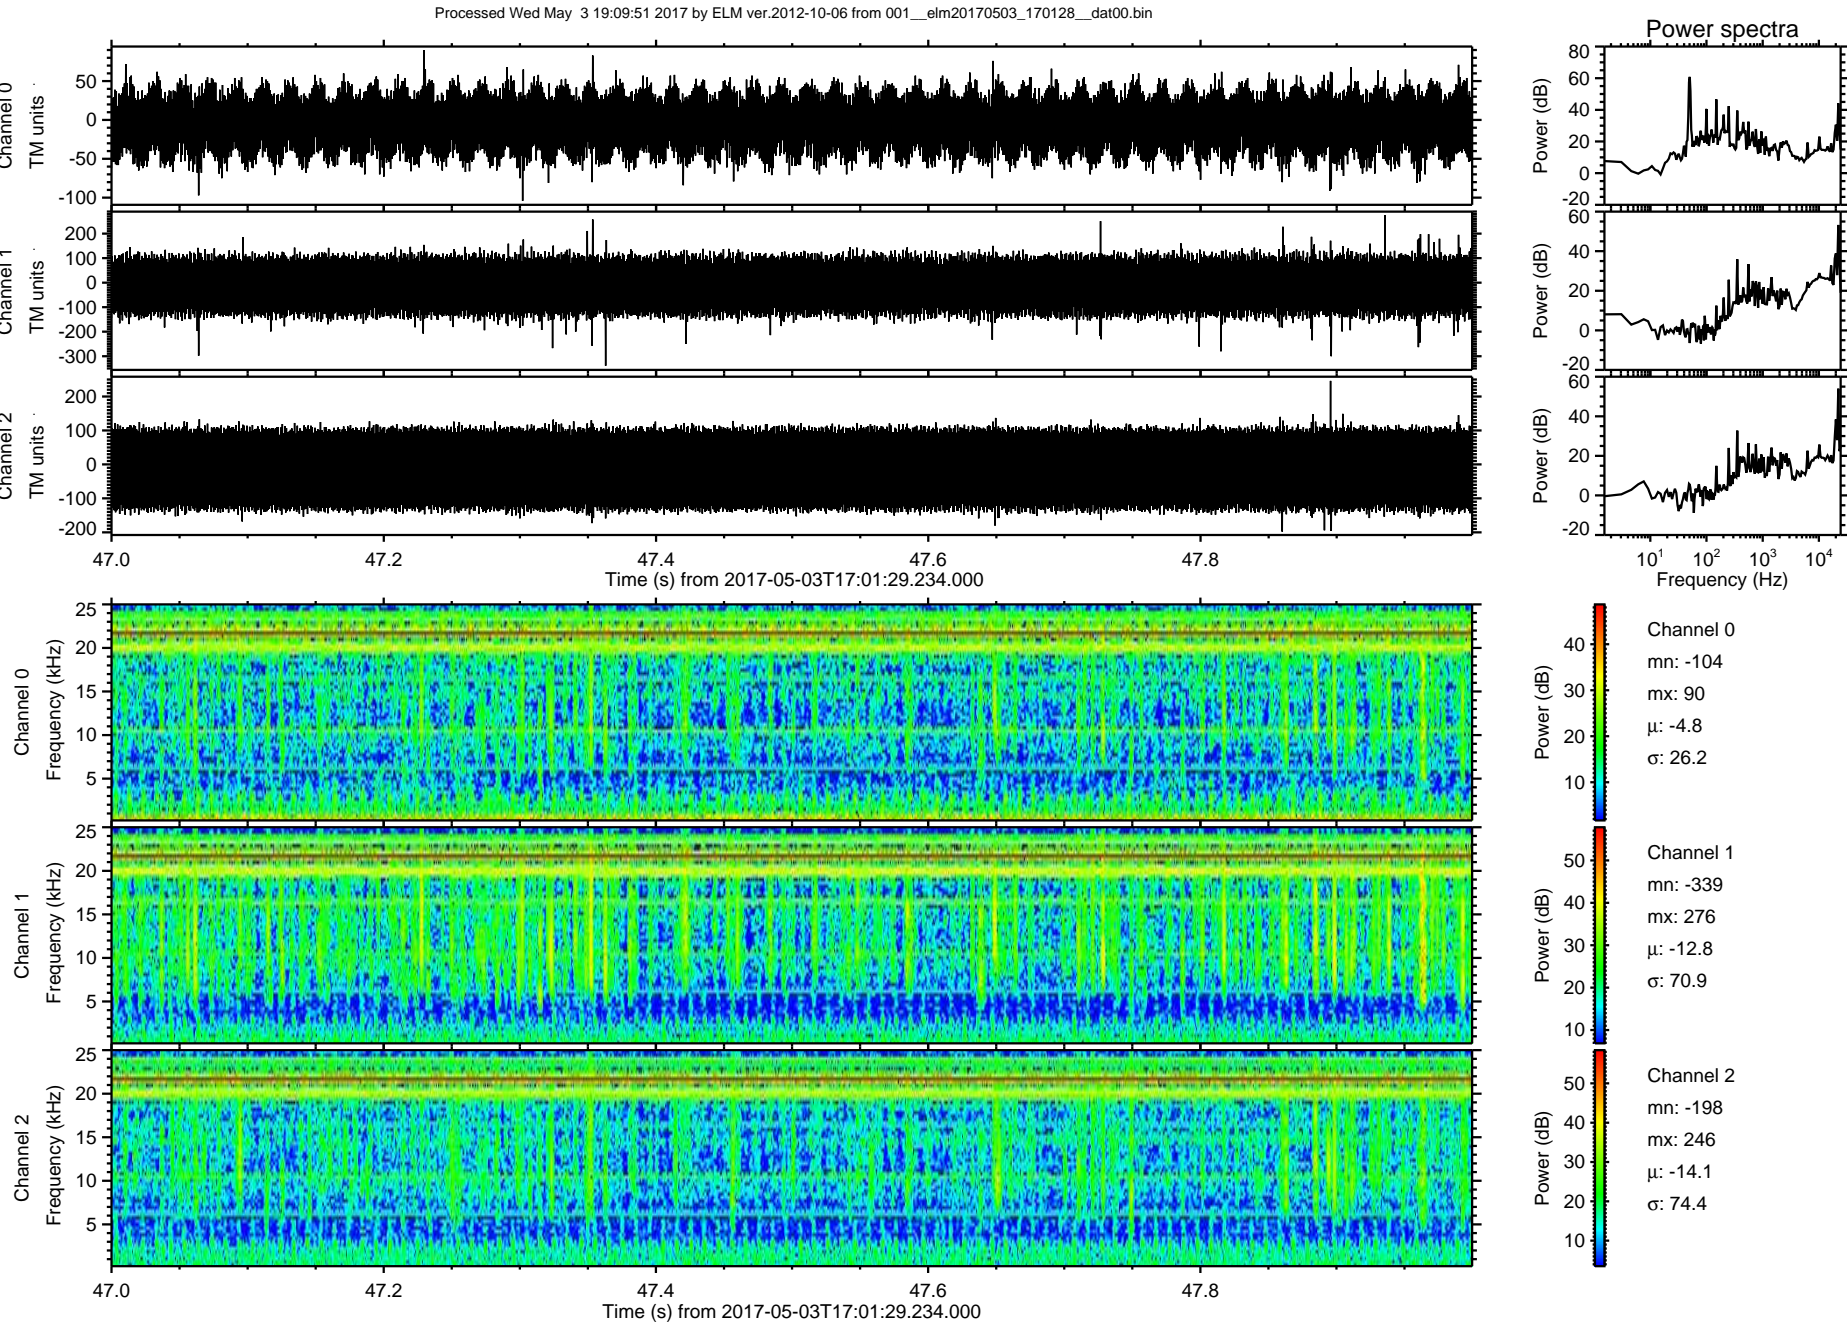 Processed Wed May  3 19:09:51 2017 by ELM ver.2012-10-06 from 001__elm20170503_170128__dat00.bin
Power spectra
Channel 0
TM units
50
0
-50
-100
Power (dB)
80
60
40
20
0
-20
Channel 1
TM units
200
100
0
-100
-200
-300
Power (dB)
60
40
20
0
-20
Channel 2
TM units
200
100
0
-100
-200
Power (dB)
60
40
20
0
-20
47.0 47.2 47.4 47.6 47.8
Time (s) from 2017-05-03T17:01:29.234.000
10^1 10^2 10^3 10^4
Frequency (Hz)
Channel 0
Frequency (kHz)
25
20
15
10
5
Power (dB)
40
30
20
10
Channel 0
mn: -104
mx: 90
μ: -4.8
σ: 26.2
Channel 1
Frequency (kHz)
25
20
15
10
5
Power (dB)
50
40
30
20
10
Channel 1
mn: -339
mx: 276
μ: -12.8
σ: 70.9
Channel 2
Frequency (kHz)
25
20
15
10
5
Power (dB)
50
40
30
20
10
Channel 2
mn: -198
mx: 246
μ: -14.1
σ: 74.4
47.0 47.2 47.4 47.6 47.8
Time (s) from 2017-05-03T17:01:29.234.000